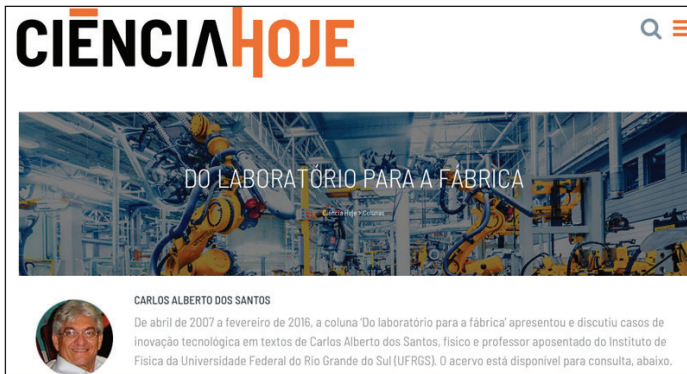 CIÊNCIAHOJE
DO LABORATÓRIO PARA A FÁBRICA
Ciência Hoje > Colunas
CARLOS ALBERTO DOS SANTOS
De abril de 2007 a fevereiro de 2016, a coluna 'Do laboratório para a fábrica' apresentou e discutiu casos de
inovação tecnológica em textos de Carlos Alberto dos Santos, físico e professor aposentado do Instituto de
Física da Universidade Federal do Rio Grande do Sul (UFRGS). O acervo está disponível para consulta, abaixo.